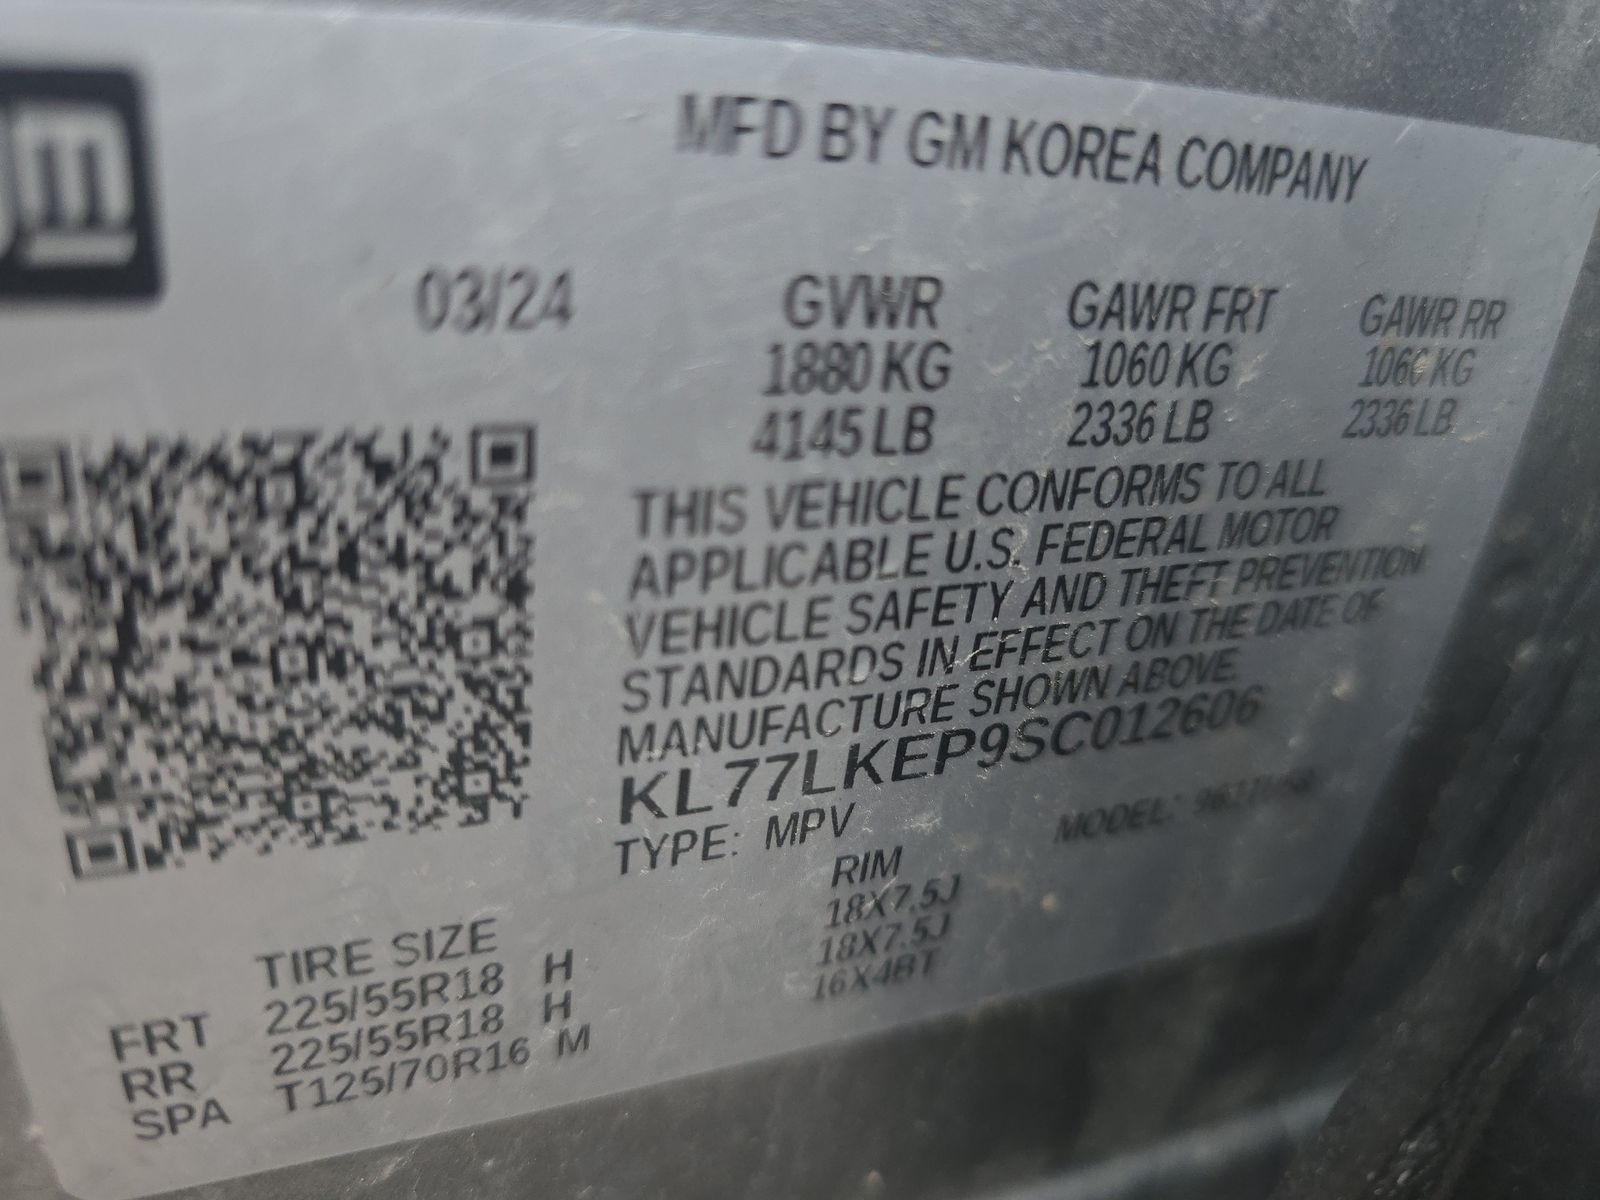 gm
MFD BY GM KOREA COMPANY
03/24 GVWR GAWR FRT GAWR RR
1880 KG 1060 KG 1060 KG
4145 LB 2336 LB 2336 LB
THIS VEHICLE CONFORMS TO ALL
APPLICABLE U.S. FEDERAL MOTOR
VEHICLE SAFETY AND THEFT PREVENTION
STANDARDS IN EFFECT ON THE DATE OF
MANUFACTURE SHOWN ABOVE
KL77LKEP9SC012606
TYPE: MPV MODEL:
TIRE SIZE RIM
FRT 225/55R18 H 18X7.5J
RR 225/55R18 H 18X7.5J
SPA T125/70R16 M 16X4BT